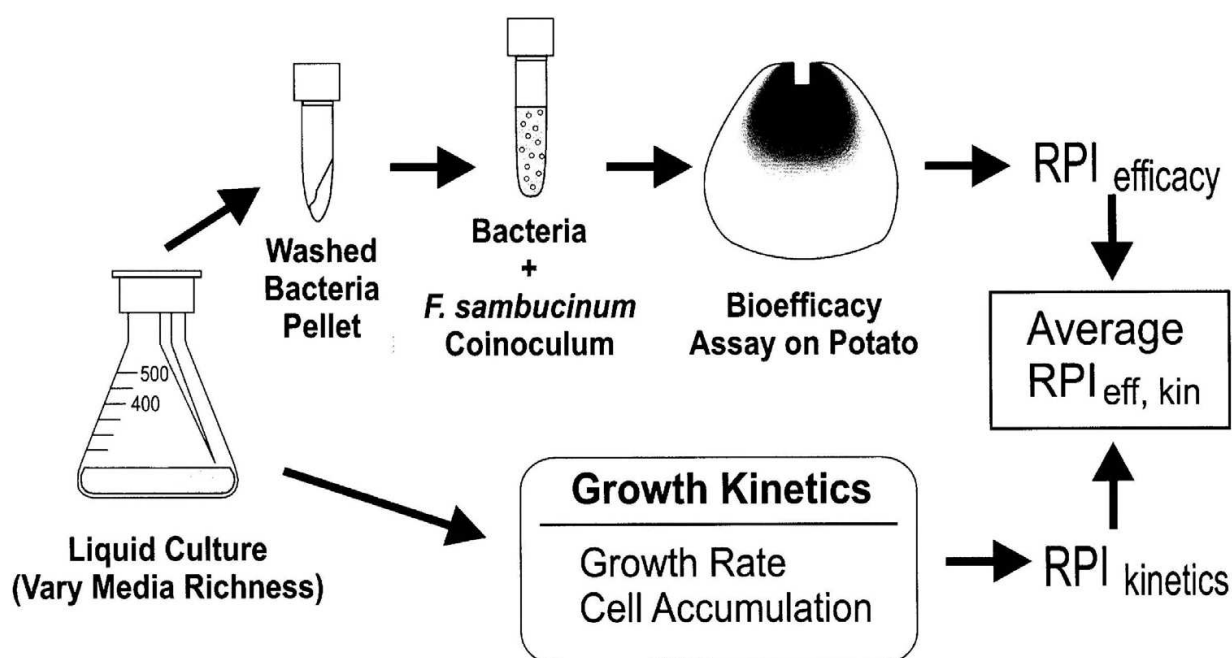 500
400
Liquid Culture
(Vary Media Richness)
Washed
Bacteria
Pellet
Bacteria
+
F. sambucinum
Coinoculum
Bioefficacy
Assay on Potato
RPI efficacy
Growth Kinetics
Growth Rate
Cell Accumulation
RPI kinetics
Average
RPI eff, kin